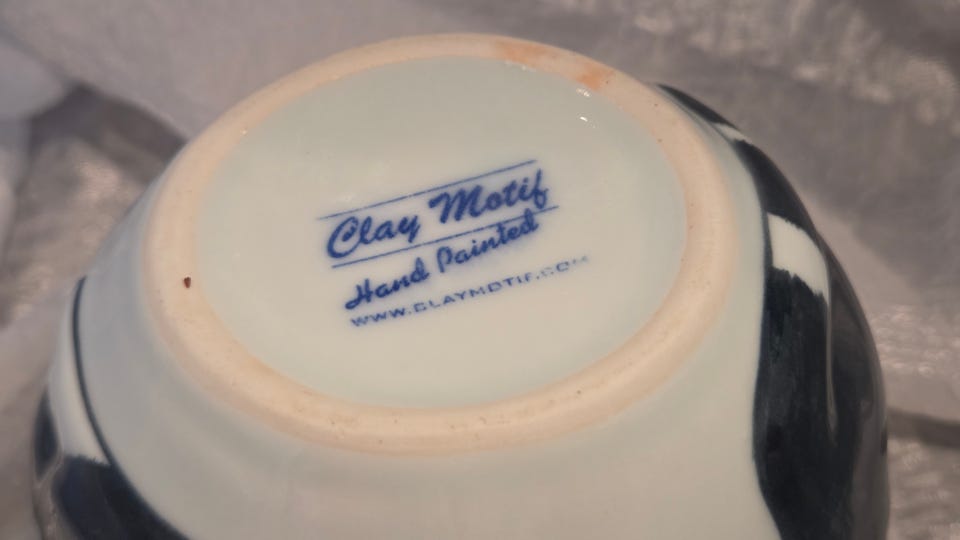 Clay Motif
Hand Painted
WWW.CLAYMOTIF.COM